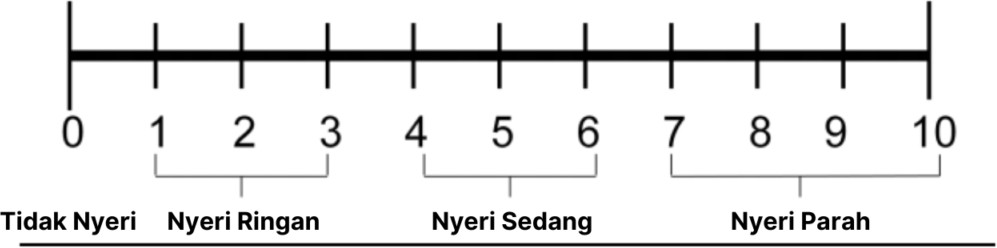 0 1 2 3 4 5 6 7 8 9 10
Tidak Nyeri Nyeri Ringan Nyeri Sedang Nyeri Parah